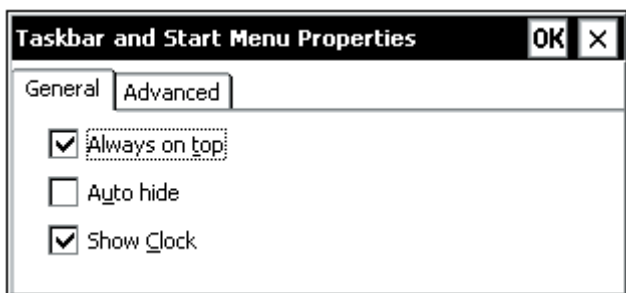 Taskbar and Start Menu Properties OK ×
General Advanced
Always on top
Auto hide
Show Clock